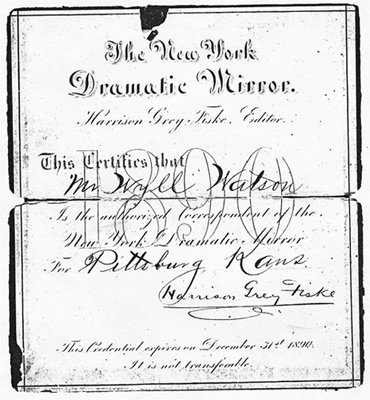 The New York
Dramatic Mirror.
Harrison Grey Fiske, Editor.
1890
This Certifies that
Mr Wyll Watson
Is the authorized Correspondent of the
New York Dramatic Mirror
For Pittsburg Kans.
Harrison Grey Fiske
This Credential expires on December 31st 1890.
It is not transferable.